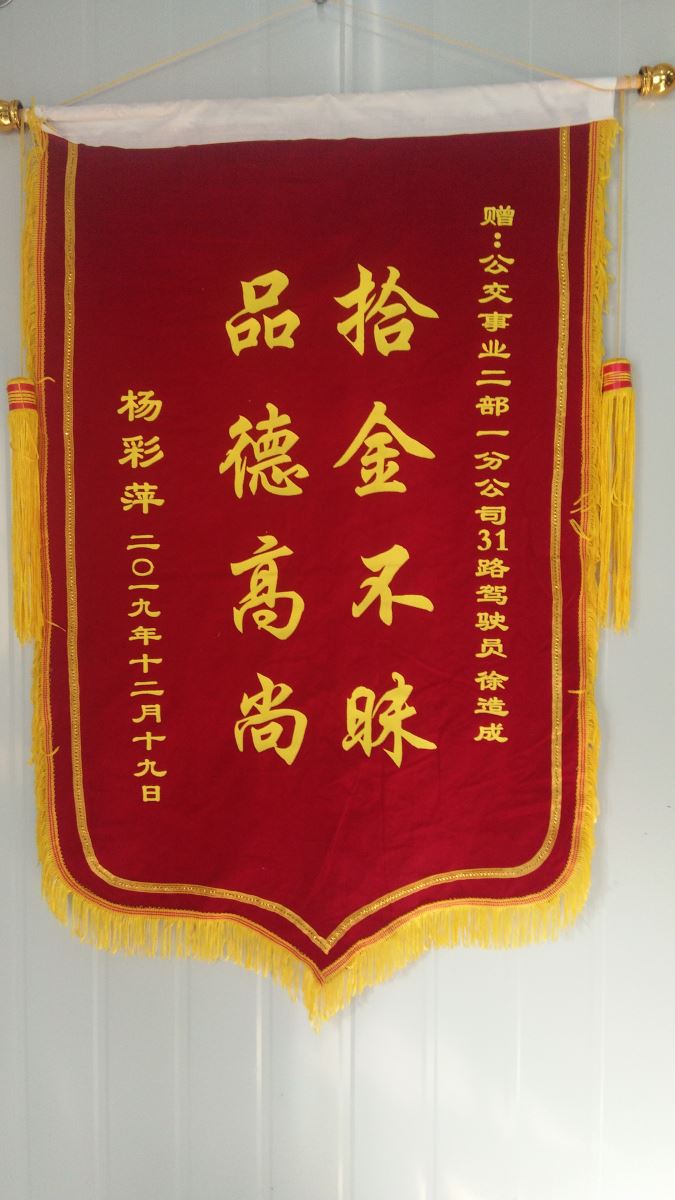 赠：公交事业二部一分公司31路驾驶员 徐造成
拾金不昧
品德高尚
杨彩萍 二〇一九年十二月十九日